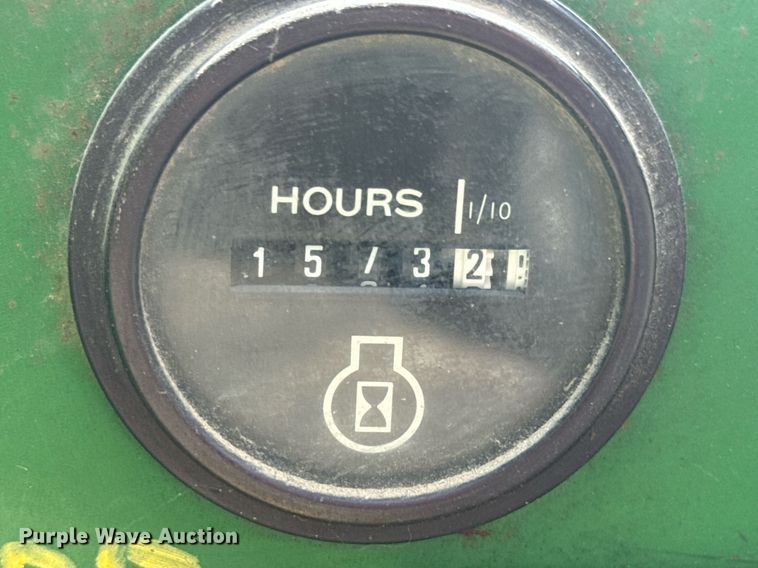 HOURS 1/10
1 5 7 3 2
Purple Wave Auction